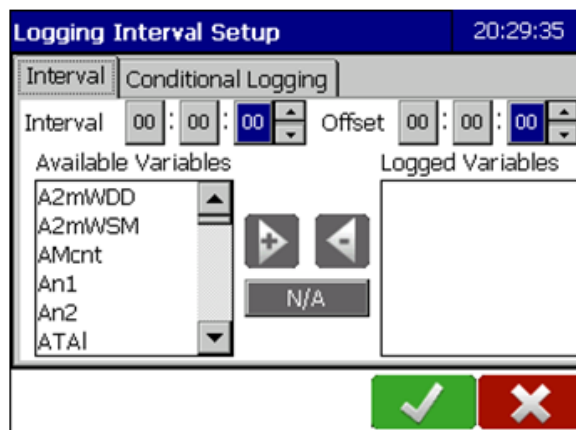 Logging Interval Setup 20:29:35
Interval Conditional Logging
Interval 00 : 00 : 00 Offset 00 : 00 : 00
Available Variables Logged Variables
A2mWDD
A2mWSM
AMcnt
An1
An2
ATAl
+ -
N/A